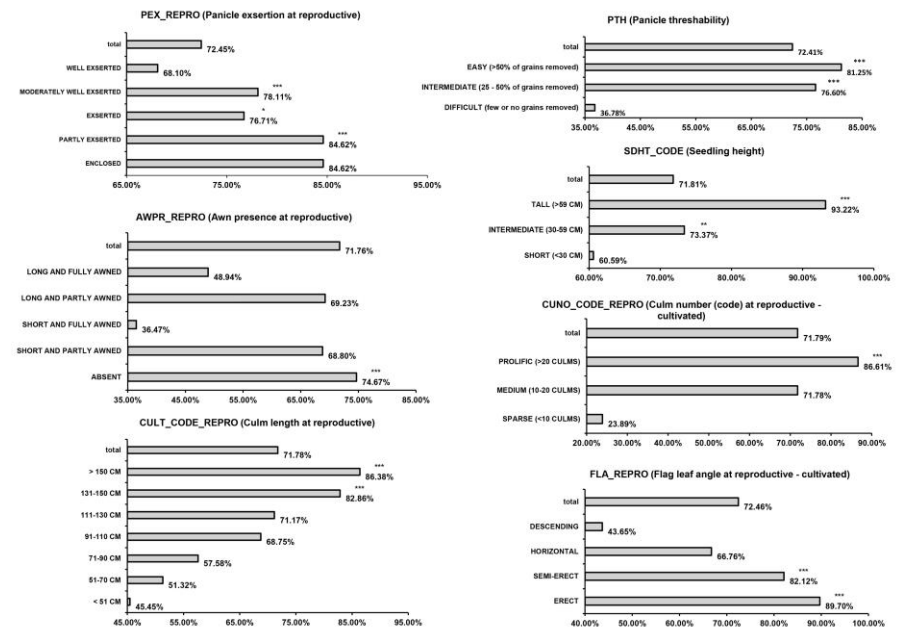 PEX_REPRO (Panicle exsertion at reproductive)
total 72.45%
WELL EXSERTED 68.10%
MODERATELY WELL EXSERTED *** 78.11%
EXSERTED * 76.71%
PARTLY EXSERTED *** 84.62%
ENCLOSED 84.62%
65.00% 75.00% 85.00% 95.00%
AWPR_REPRO (Awn presence at reproductive)
total 71.76%
LONG AND FULLY AWNED 48.94%
LONG AND PARTLY AWNED 69.23%
SHORT AND FULLY AWNED 36.47%
SHORT AND PARTLY AWNED 68.80%
ABSENT *** 74.67%
35.00% 45.00% 55.00% 65.00% 75.00% 85.00%
CULT_CODE_REPRO (Culm length at reproductive)
total 71.78%
> 150 CM *** 86.38%
131-150 CM *** 82.86%
111-130 CM 71.17%
91-110 CM 68.75%
71-90 CM 57.58%
51-70 CM 51.32%
< 51 CM 45.45%
45.00% 55.00% 65.00% 75.00% 85.00% 95.00%
PTH (Panicle threshability)
total 72.41%
EASY (>50% of grains removed) *** 81.25%
INTERMEDIATE (25 - 50% of grains removed) *** 76.60%
DIFFICULT (few or no grains removed) 36.78%
35.00% 45.00% 55.00% 65.00% 75.00% 85.00%
SDHT_CODE (Seedling height)
total 71.81%
TALL (>59 CM) *** 93.22%
INTERMEDIATE (30-59 CM) ** 73.37%
SHORT (<30 CM) 60.59%
60.00% 70.00% 80.00% 90.00% 100.00%
CUNO_CODE_REPRO (Culm number (code) at reproductive -
cultivated)
total 71.79%
PROLIFIC (>20 CULMS) *** 86.61%
MEDIUM (10-20 CULMS) 71.78%
SPARSE (<10 CULMS) 23.89%
20.00% 30.00% 40.00% 50.00% 60.00% 70.00% 80.00% 90.00%
FLA_REPRO (Flag leaf angle at reproductive - cultivated)
total 72.46%
DESCENDING 43.65%
HORIZONTAL 66.76%
SEMI-ERECT *** 82.12%
ERECT *** 89.70%
40.00% 50.00% 60.00% 70.00% 80.00% 90.00% 100.00%